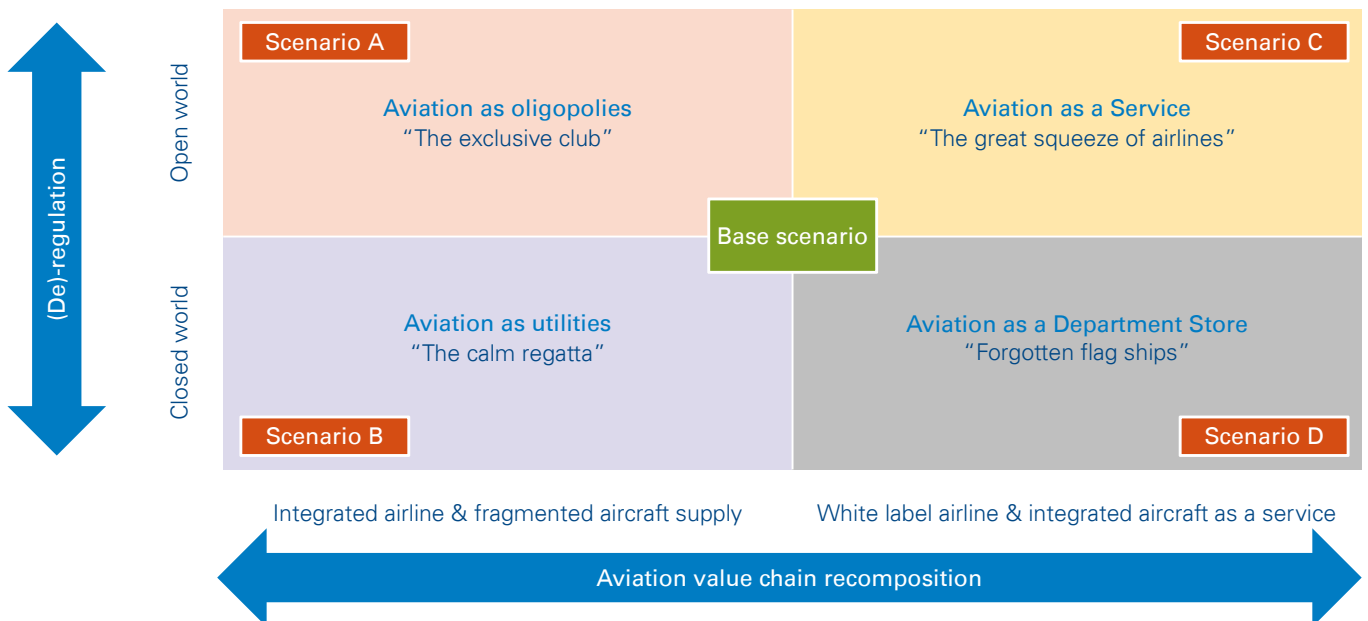 Scenario A
Aviation as oligopolies
“The exclusive club”
Scenario C
Aviation as a Service
“The great squeeze of airlines”
Open world
(De)-regulation
Base scenario
Closed world
Aviation as utilities
“The calm regatta”
Scenario B
Aviation as a Department Store
“Forgotten flag ships”
Scenario D
Integrated airline & fragmented aircraft supply
White label airline & integrated aircraft as a service
Aviation value chain recomposition